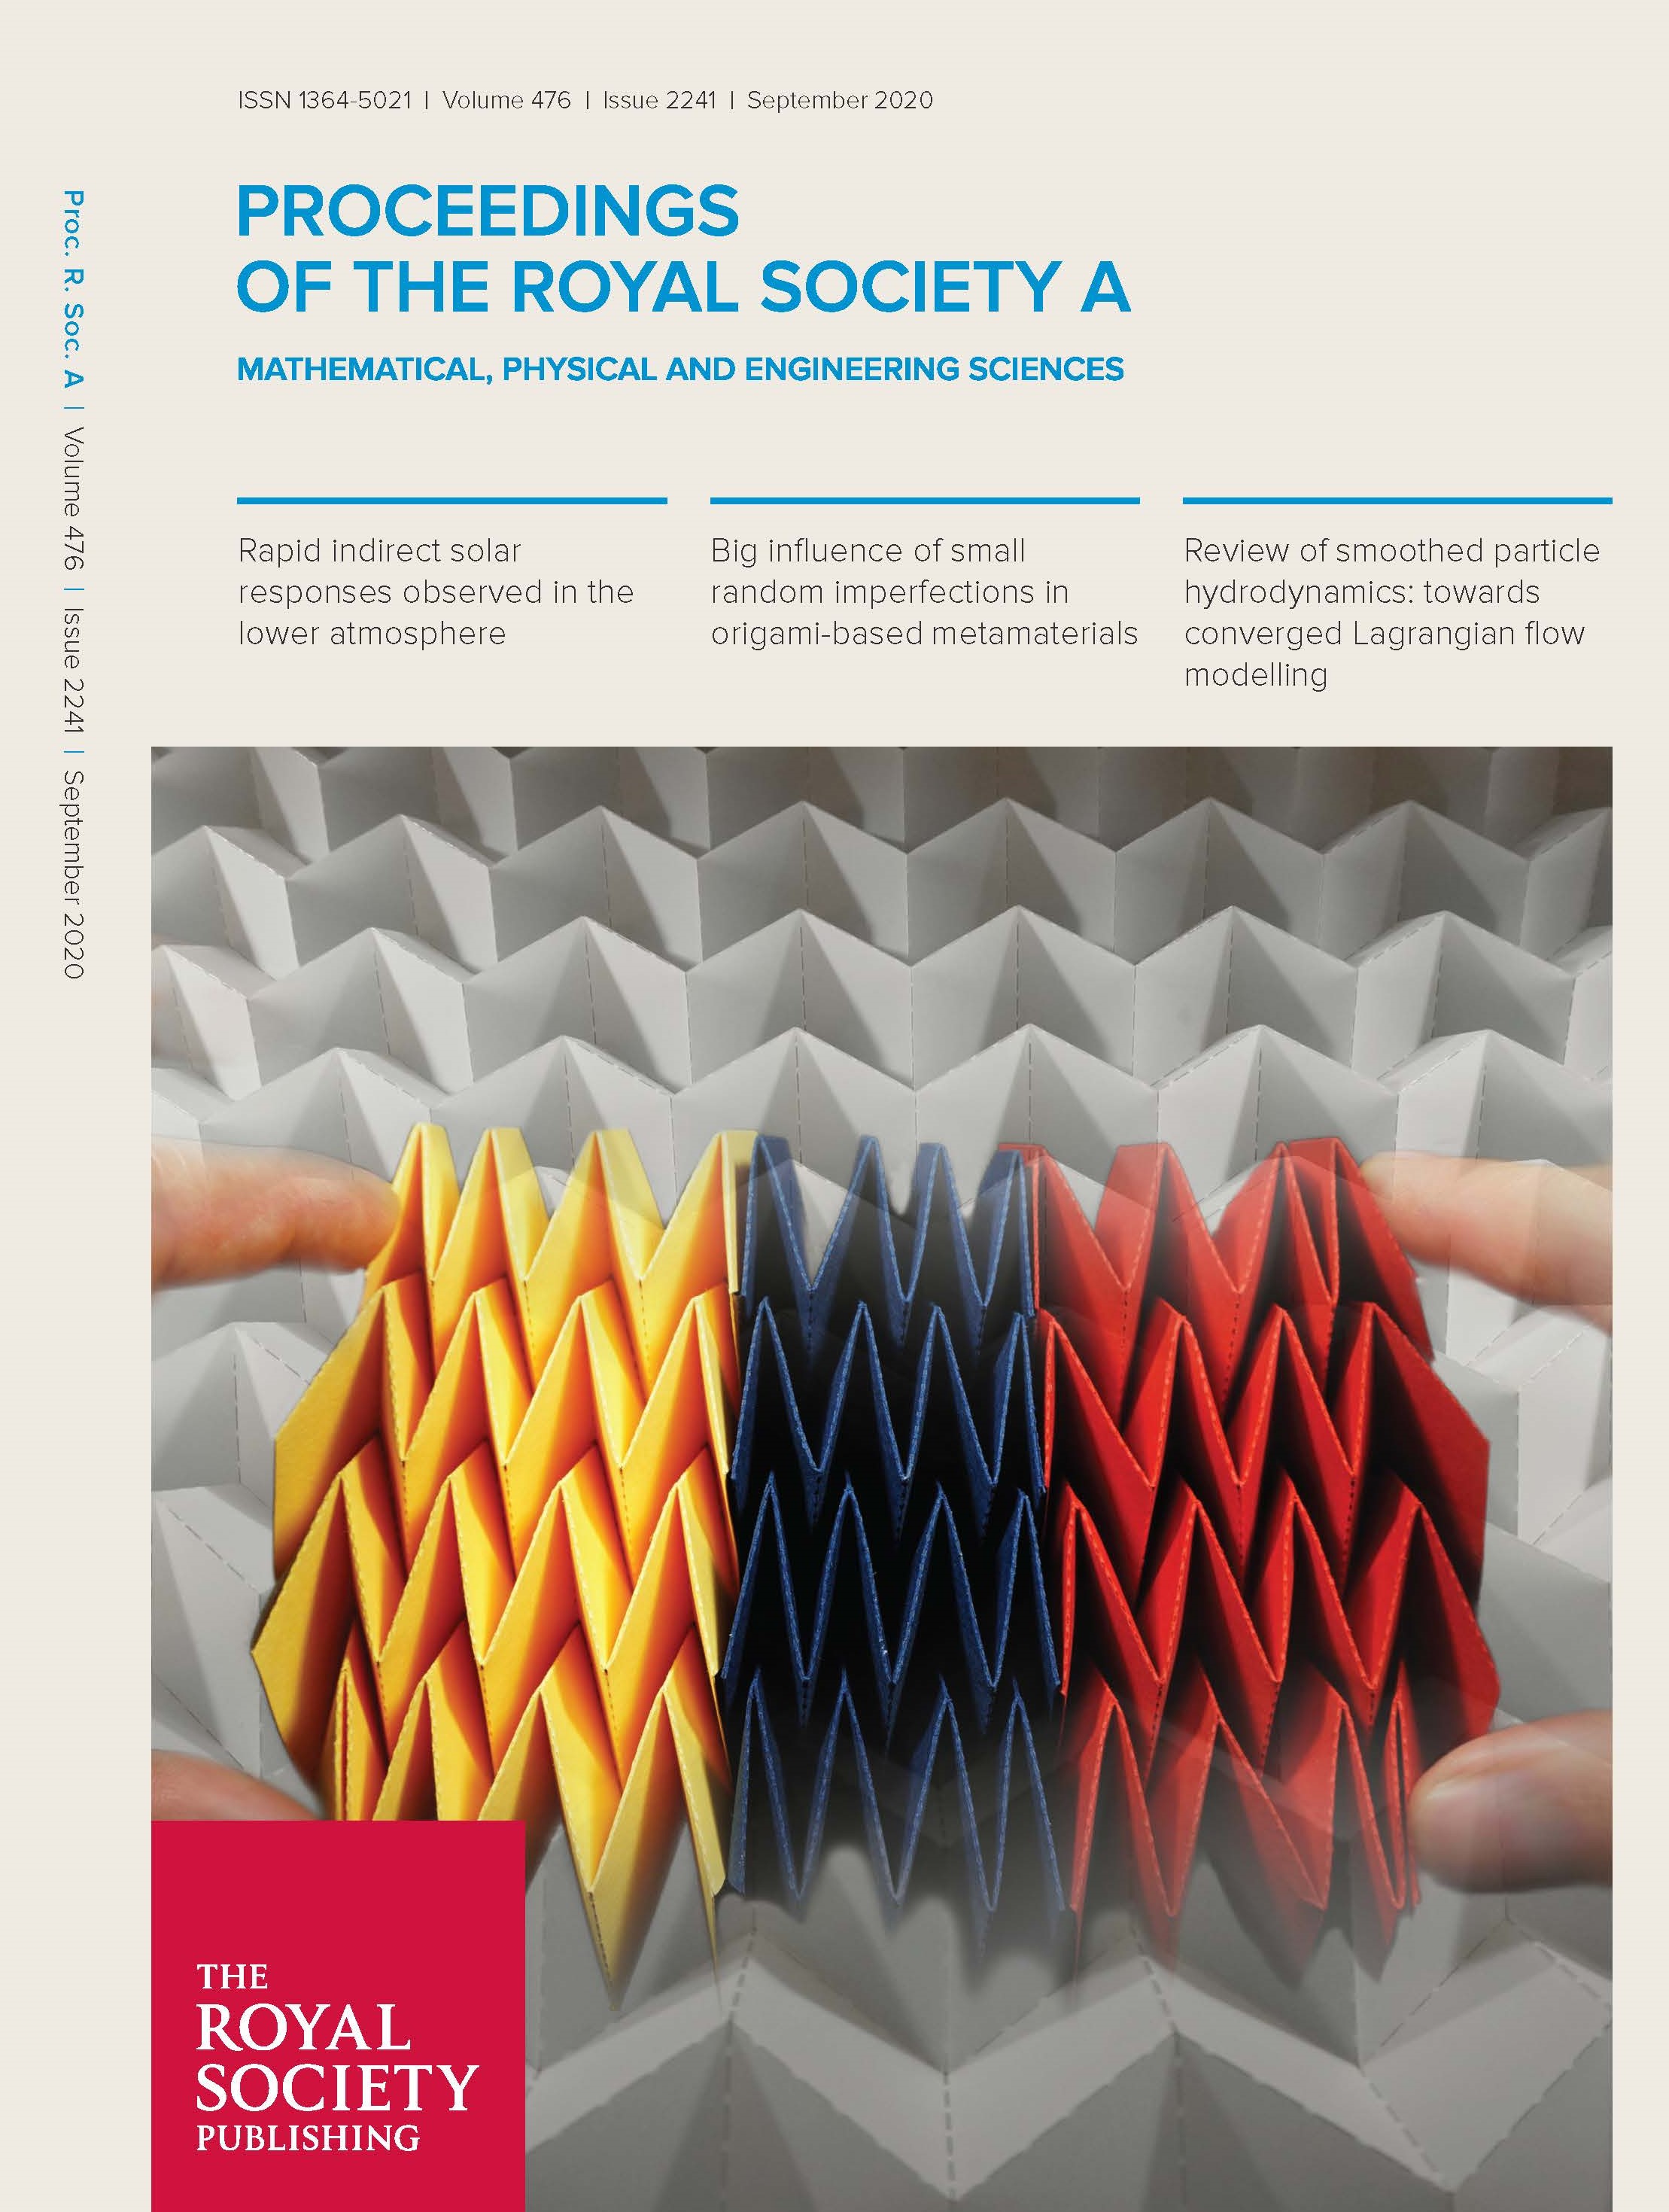 ISSN 1364-5021 | Volume 476 | Issue 2241 | September 2020
PROCEEDINGS
OF THE ROYAL SOCIETY A
MATHEMATICAL, PHYSICAL AND ENGINEERING SCIENCES
Proc. R. Soc. A | Volume 476 | Issue 2241 | September 2020
Rapid indirect solar
responses observed in the
lower atmosphere
Big influence of small
random imperfections in
origami-based metamaterials
Review of smoothed particle
hydrodynamics: towards
converged Lagrangian flow
modelling
THE
ROYAL
SOCIETY
PUBLISHING